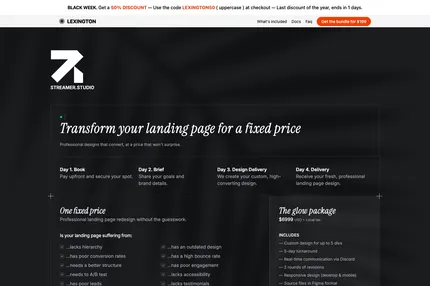 BLACK WEEK. Get a 50% DISCOUNT — Use the code LEXINGTON50 ( uppercase ) at checkout — Last discount of the year, ends in 1 days.
LEXINGTON
What's included Docs Faq Get the bundle for $199
STREAMER.STUDIO
Transform your landing page for a fixed price
Professional designs that connect, at a price that won't surprise.
Day 1. Book
Pay upfront and secure your spot.
Day 2. Brief
Share your goals and
brand details.
Day 3. Design Delivery
We create your custom, high-
converting design.
Day 4. Delivery
Receive your fresh, professional
landing page design.
One fixed price
Professional landing page redesign without the guesswork.
Is your landing page suffering from:
...lacks hierarchy
...has poor conversion rates
...needs a better structure
...needs to A/B test
...has poor leads
...has an outdated design
...has a high bounce rate
...has poor engagement
...lacks accessibility
...lacks testimonials
The glow package
$6999
INCLUDES
— Custom design for up to 5 divs
— 5-day turnaround
— Real-time communication via Discord
— 2 rounds of revisions
— Responsive design (desktop & mobile)
— Source files in Figma format